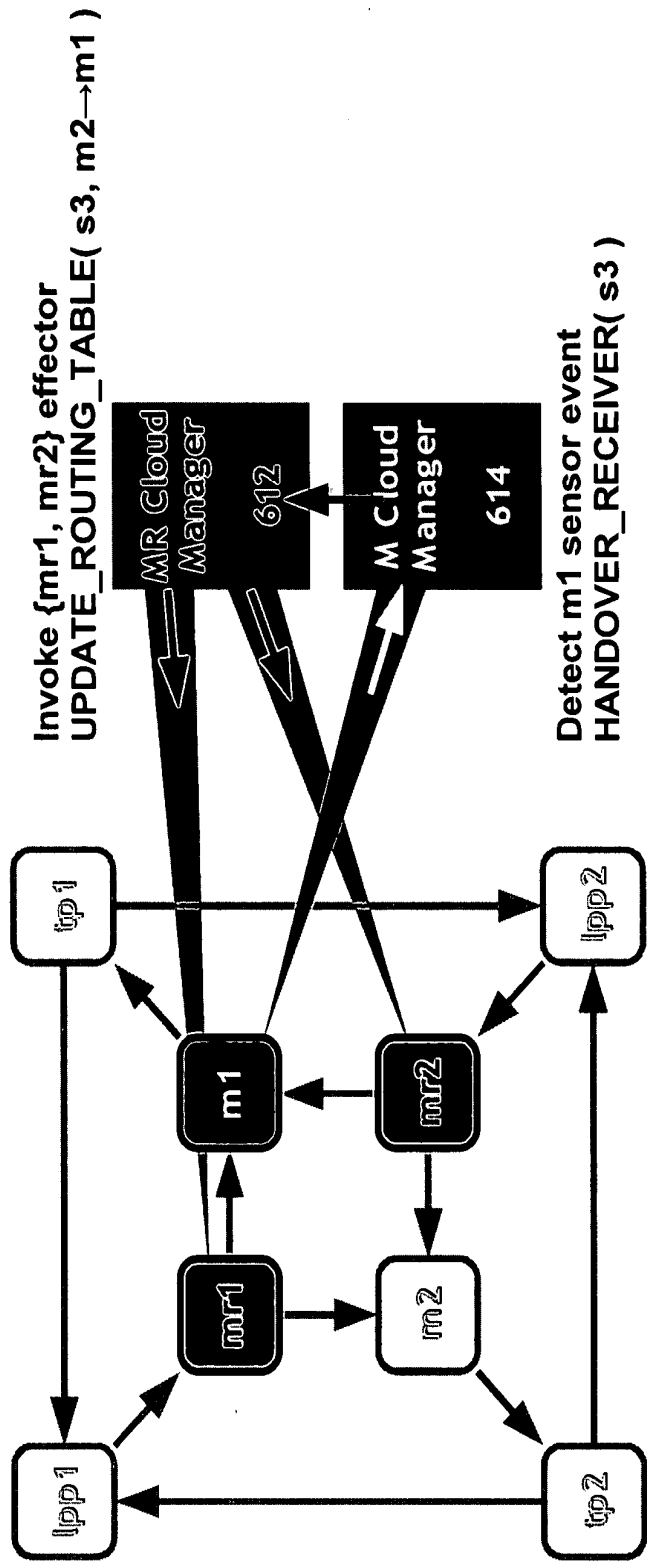 Invoke {mr1, mr2} effector
UPDATE_ROUTING_TABLE( s3, m2→m1 )
MR Cloud
Manager
612
M Cloud
Manager
614
Detect m1 sensor event
HANDOVER_RECEIVER( s3 )
lpp1
tp1
mr1
m1
m2
mr2
tp2
lpp2